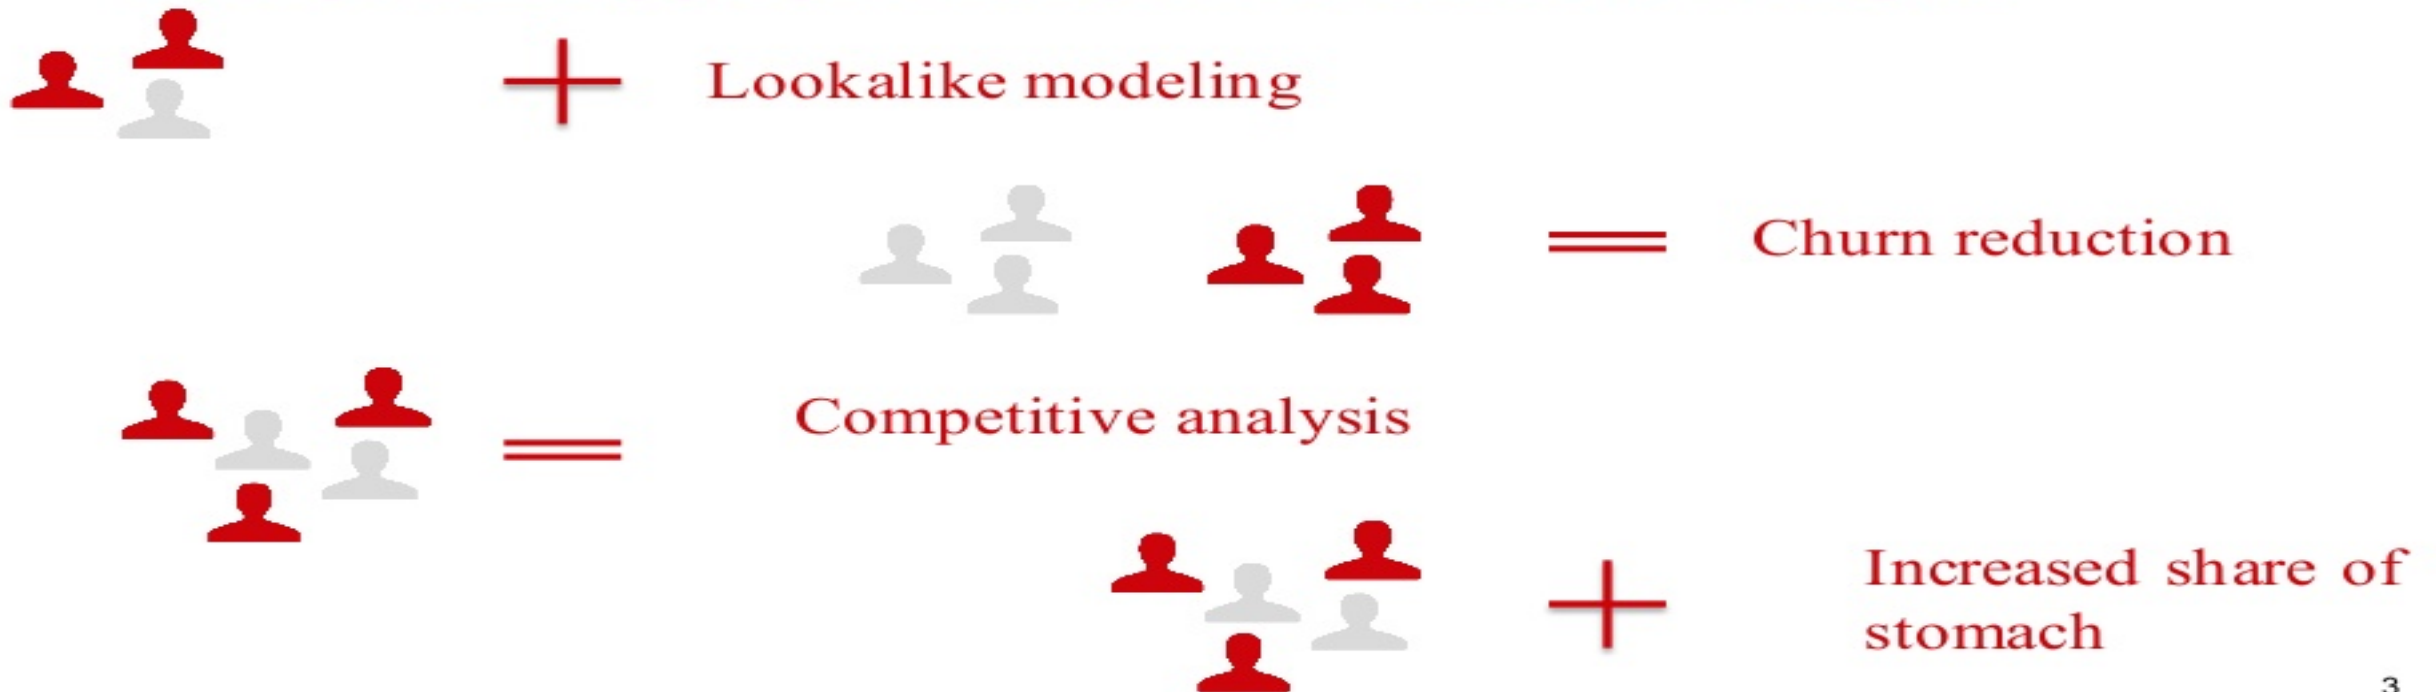 Lookalike modeling
Churn reduction
Competitive analysis
Increased share of
stomach
3